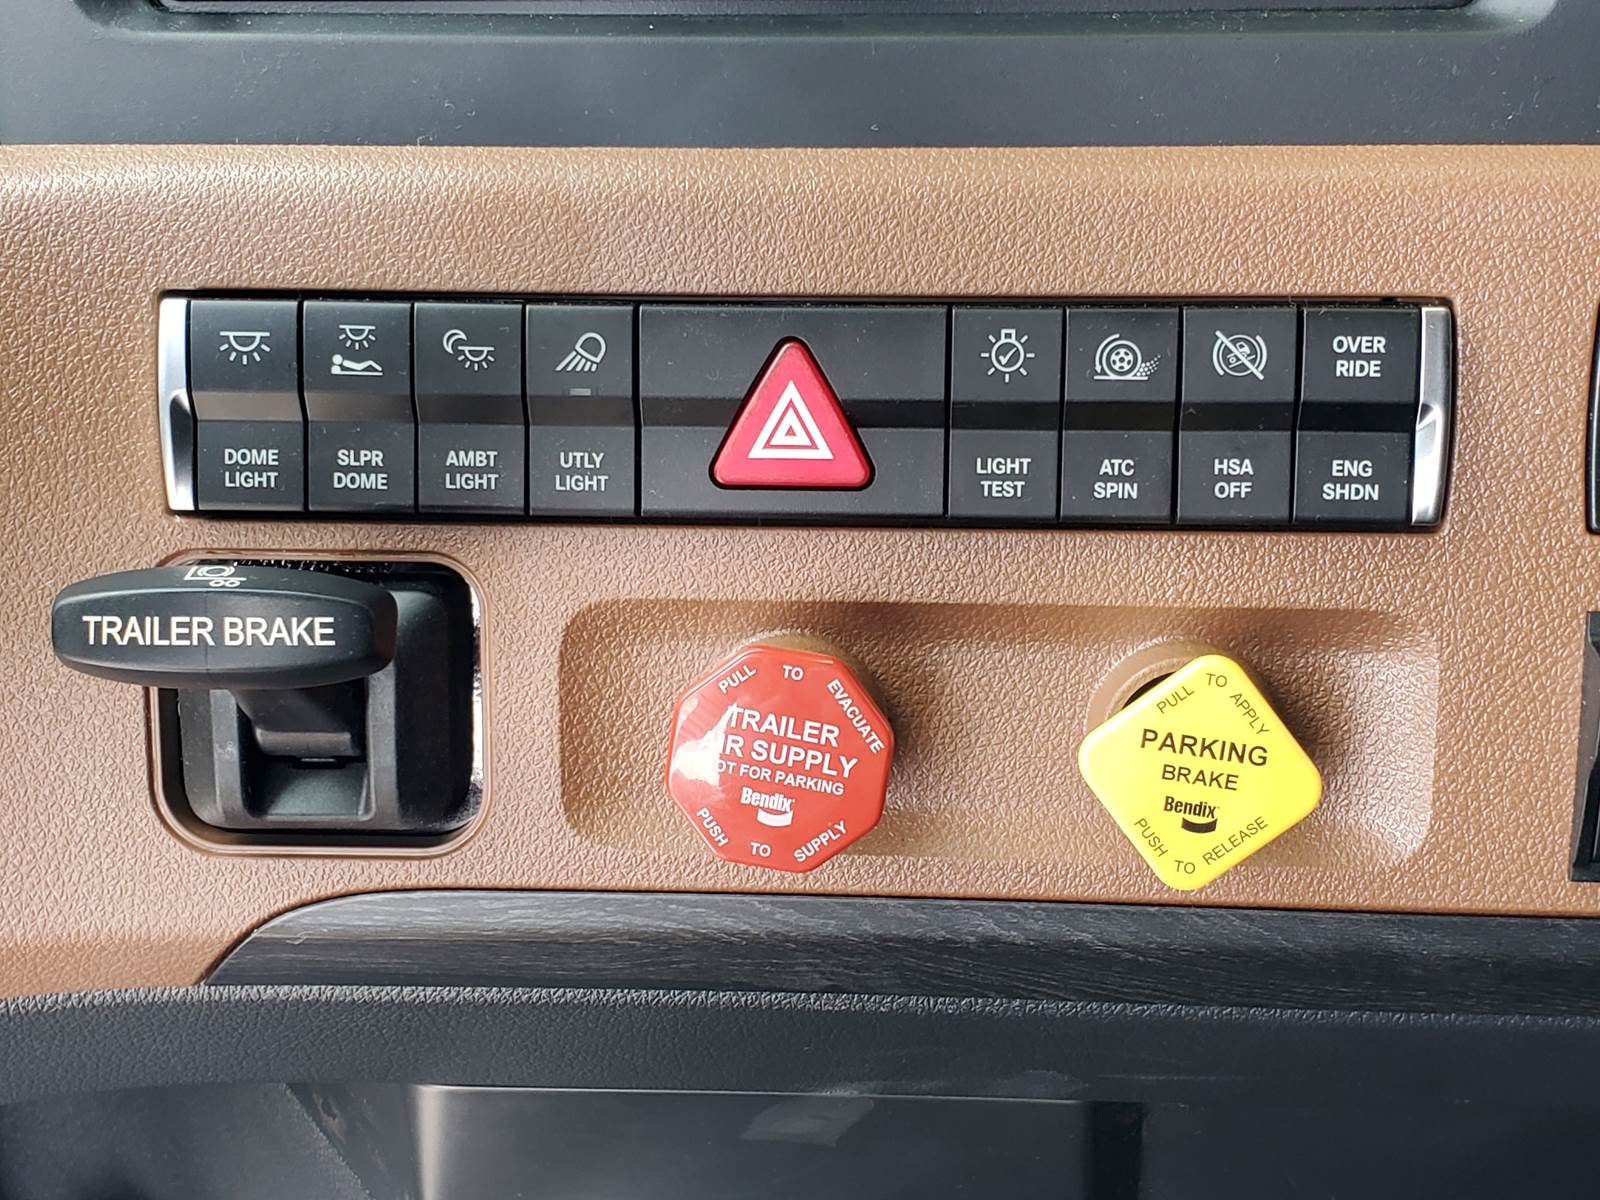 OVER
RIDE
DOME
LIGHT
SLPR
DOME
AMBT
LIGHT
UTLY
LIGHT
LIGHT
TEST
ATC
SPIN
HSA
OFF
ENG
SHDN
TRAILER BRAKE
PULL TO EVACUATE
TRAILER
AIR SUPPLY
NOT FOR PARKING
Bendix
PUSH TO SUPPLY
PULL TO APPLY
PARKING
BRAKE
Bendix
PUSH TO RELEASE